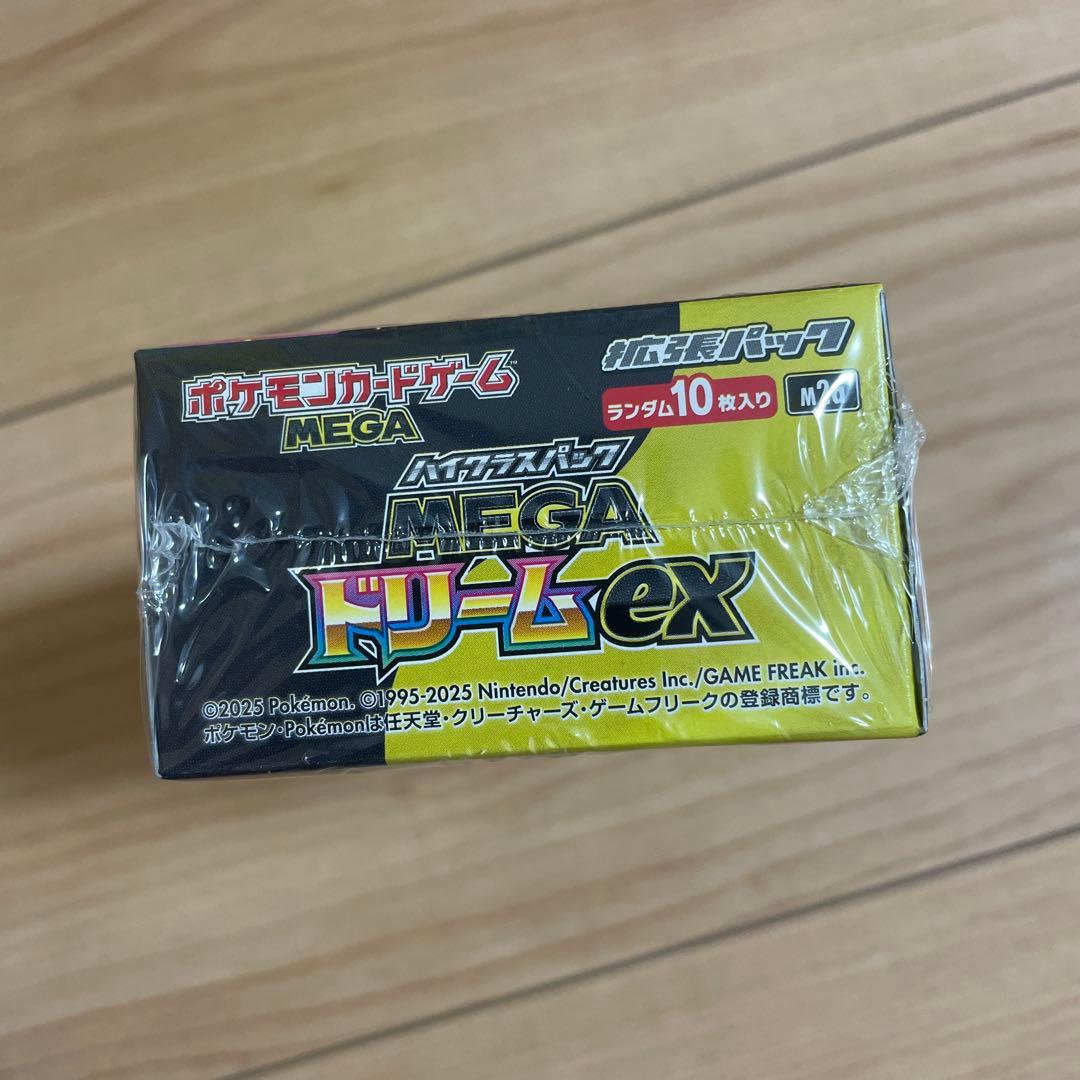 ポケモンカードゲーム™
MEGA
拡張パック
ランダム10枚入り M2a
ハイクラスパック
MEGA
ドリームex
©2025 Pokémon. ©1995-2025 Nintendo/Creatures Inc./GAME FREAK inc.
ポケモン・Pokémonは任天堂・クリーチャーズ・ゲームフリークの登録商標です。